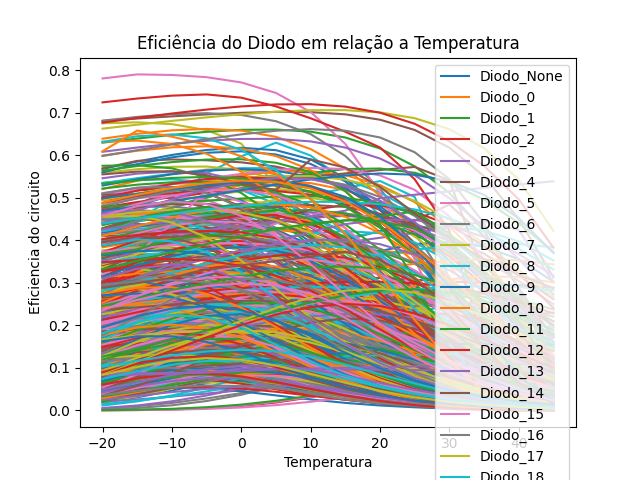 Eficiência do Diodo em relação a Temperatura
Eficiencia do circuito
0.8
0.7
0.6
0.5
0.4
0.3
0.2
0.1
0.0
−20
−10
0
10
20
30
40
Temperatura
Diodo_None
Diodo_0
Diodo_1
Diodo_2
Diodo_3
Diodo_4
Diodo_5
Diodo_6
Diodo_7
Diodo_8
Diodo_9
Diodo_10
Diodo_11
Diodo_12
Diodo_13
Diodo_14
Diodo_15
Diodo_16
Diodo_17
Diodo_18